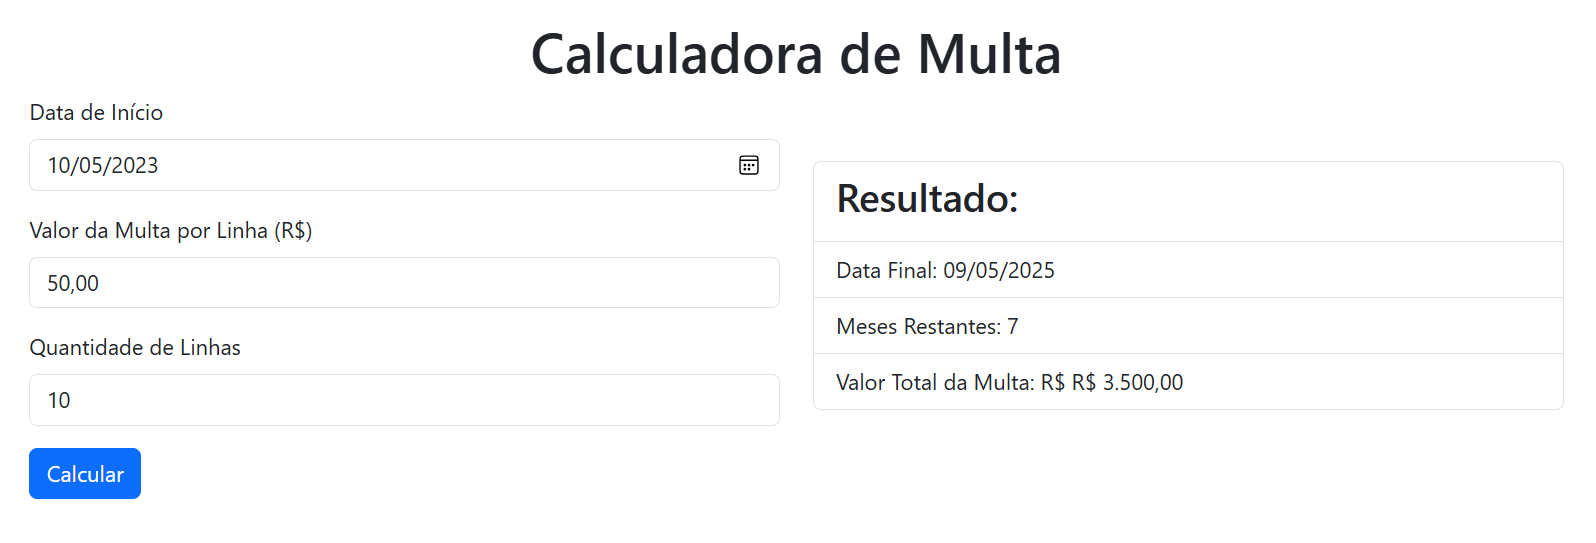 Calculadora de Multa
Data de Início
10/05/2023
Valor da Multa por Linha (R$)
50,00
Quantidade de Linhas
10
Calcular
Resultado:
Data Final: 09/05/2025
Meses Restantes: 7
Valor Total da Multa: R$ R$ 3.500,00